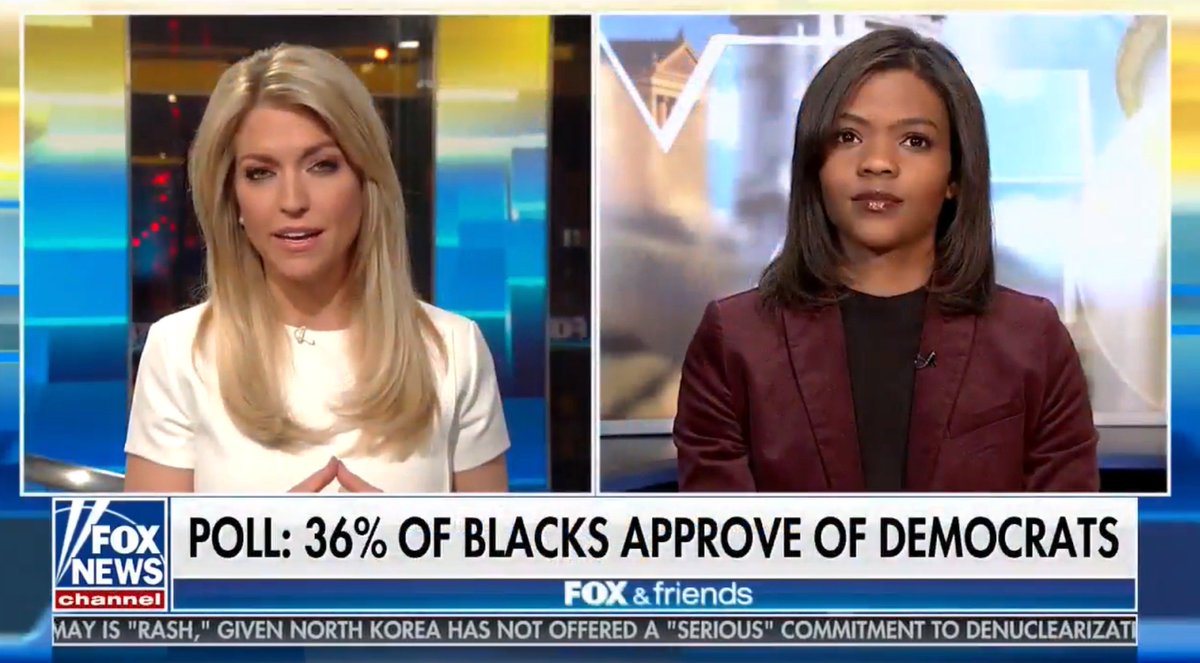 POLL: 36% OF BLACKS APPROVE OF DEMOCRATS
FOX
NEWS
channel
FOX & friends
MAY IS "RASH," GIVEN NORTH KOREA HAS NOT OFFERED A "SERIOUS" COMMITMENT TO DENUCLEARIZATI